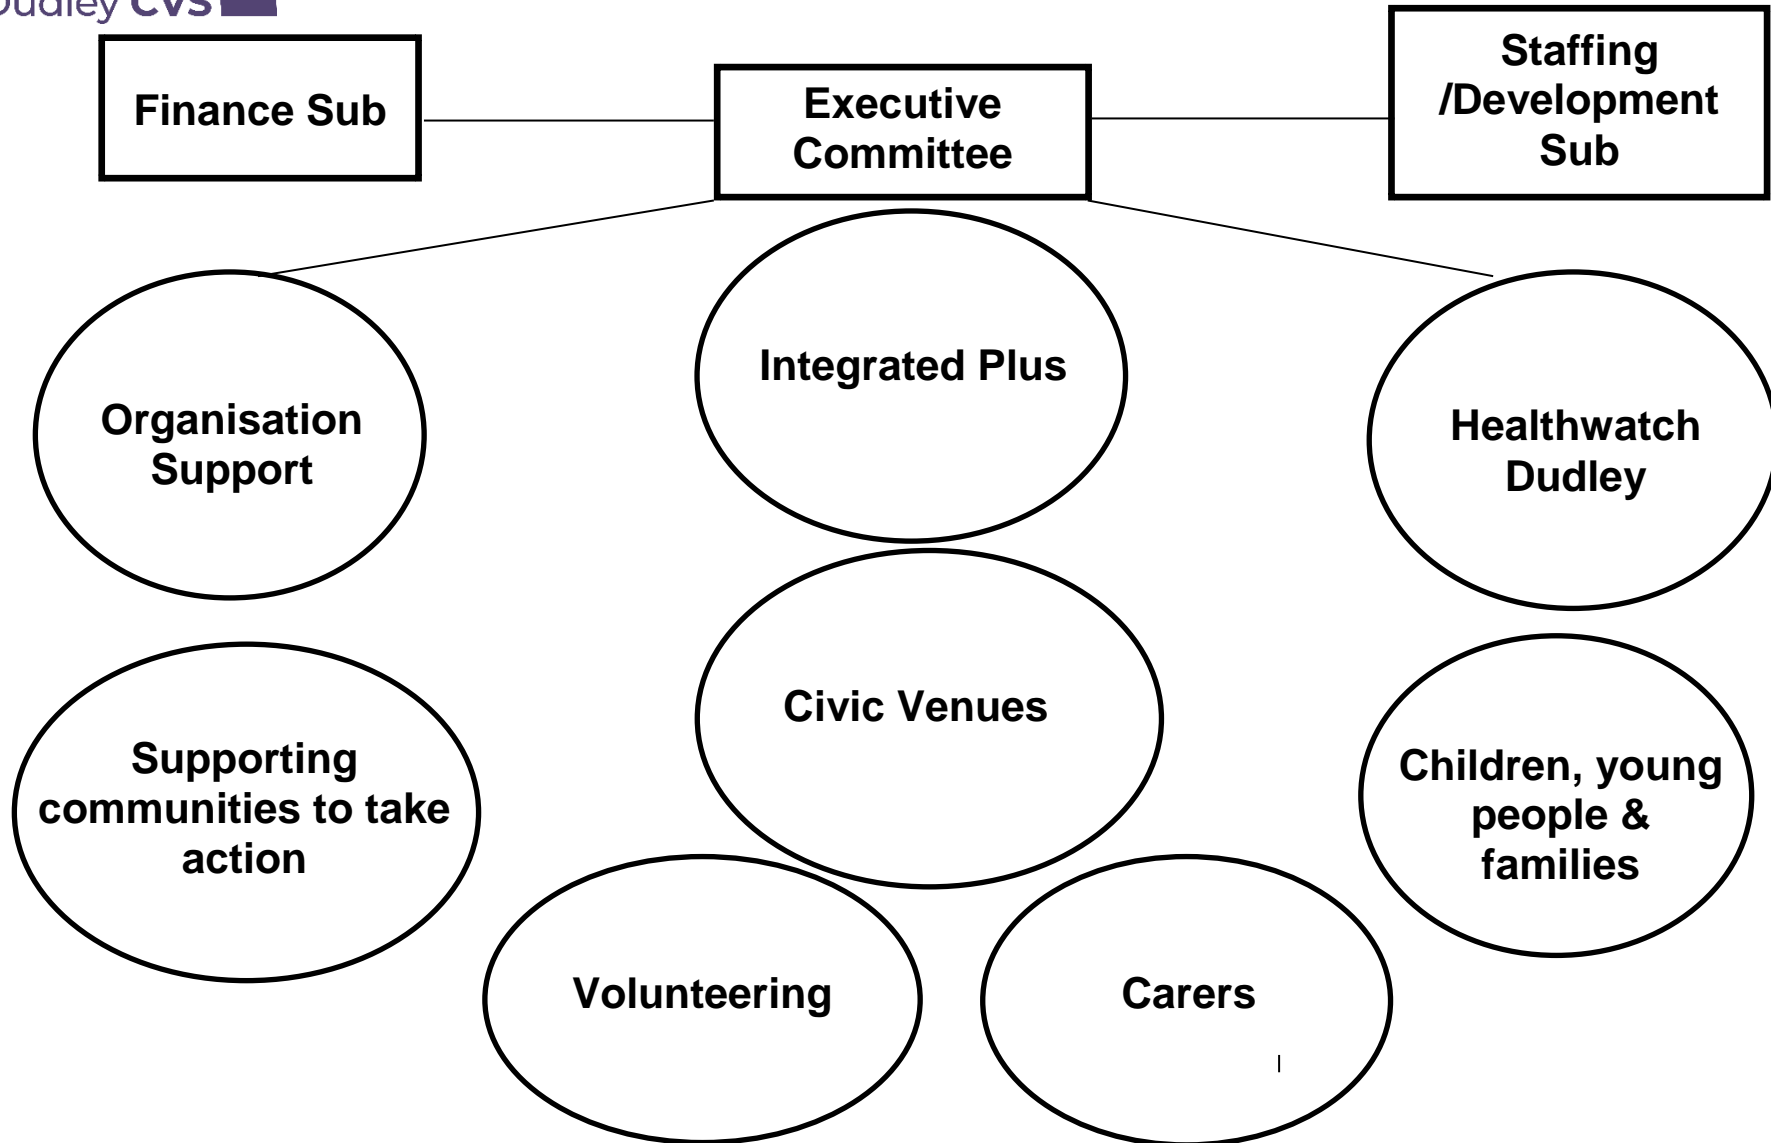 Dudley CVS
Finance Sub
Executive
Committee
Staffing
/Development
Sub
Integrated Plus
Organisation
Support
Healthwatch
Dudley
Civic Venues
Supporting
communities to take
action
Children, young
people &
families
Volunteering
Carers